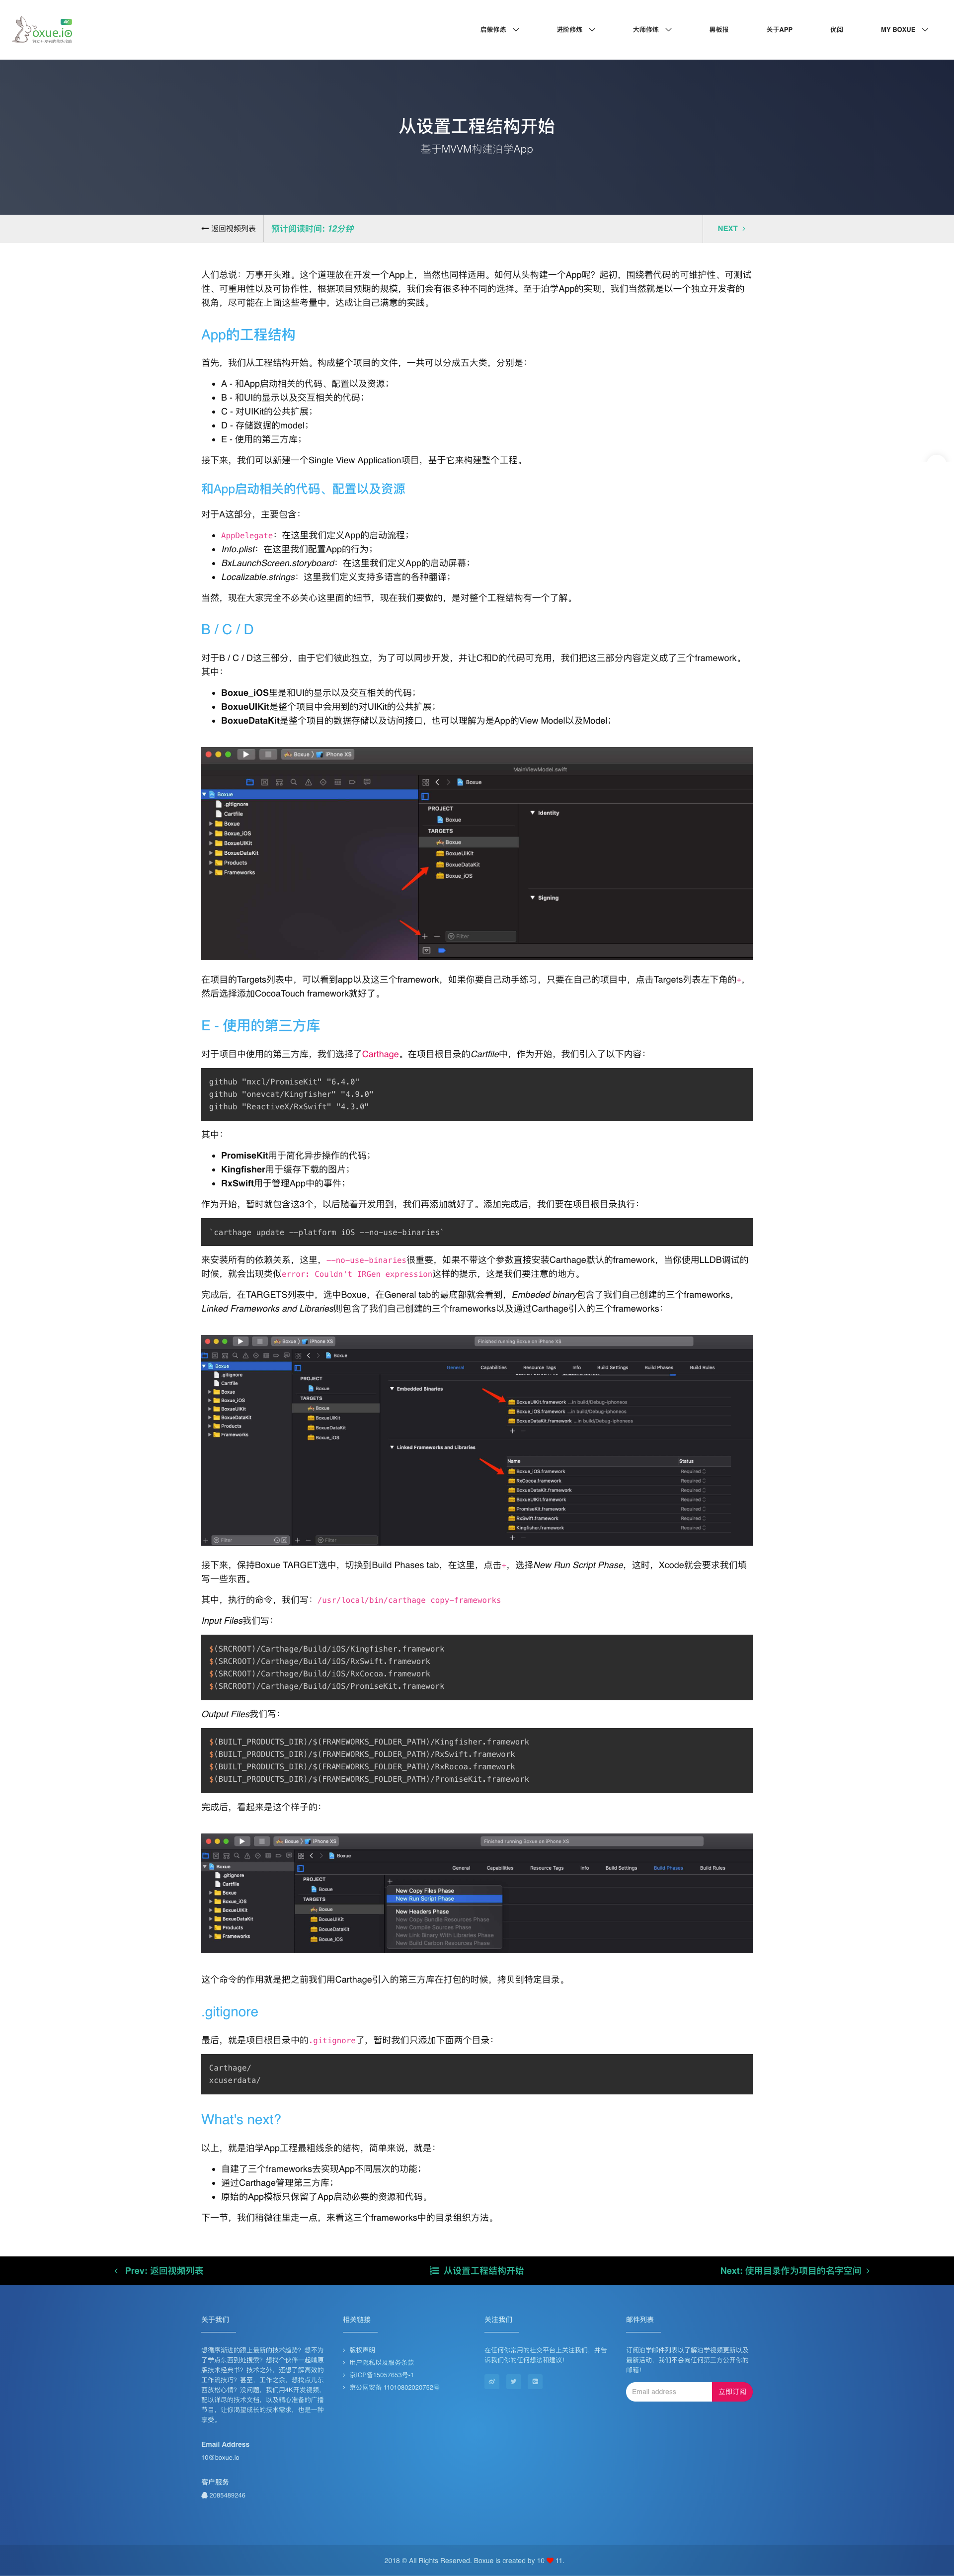 oxue.io
独立开发者的修炼攻略
启蒙修炼
进阶修炼
大师修炼
黑板报
关于APP
优阅
MY BOXUE
从设置工程结构开始
基于MVVM构建泊学App
返回视频列表
预计阅读时间: 12分钟
NEXT
人们总说：万事开头难。这个道理放在开发一个App上，当然也同样适用。如何从头构建一个App呢？起初，围绕着代码的可维护性、可测试
性、可重用性以及可协作性，根据项目预期的规模，我们会有很多种不同的选择。至于泊学App的实现，我们当然就是以一个独立开发者的
视角，尽可能在上面这些考量中，达成让自己满意的实践。
App的工程结构
首先，我们从工程结构开始。构成整个项目的文件，一共可以分成五大类，分别是：
A - 和App启动相关的代码、配置以及资源；
B - 和UI的显示以及交互相关的代码；
C - 对UIKit的公共扩展；
D - 存储数据的model；
E - 使用的第三方库；
接下来，我们可以新建一个Single View Application项目，基于它来构建整个工程。
和App启动相关的代码、配置以及资源
对于A这部分，主要包含：
AppDelegate：在这里我们定义App的启动流程；
Info.plist：在这里我们配置App的行为；
BxLaunchScreen.storyboard：在这里我们定义App的启动屏幕；
Localizable.strings：这里我们定义支持多语言的各种翻译；
当然，现在大家完全不必关心这里面的细节，现在我们要做的，是对整个工程结构有一个了解。
B / C / D
对于B / C / D这三部分，由于它们彼此独立，为了可以同步开发，并让C和D的代码可充用，我们把这三部分内容定义成了三个framework。
其中：
Boxue_iOS里是和UI的显示以及交互相关的代码；
BoxueUIKit是整个项目中会用到的对UIKit的公共扩展；
BoxueDataKit是整个项目的数据存储以及访问接口，也可以理解为是App的View Model以及Model；
Boxue
iPhone XS
MainViewModel.swift
Boxue
.gitignore
Cartfile
Boxue
Boxue_iOS
BoxueUIKit
BoxueDataKit
Products
Frameworks
Boxue
PROJECT
Boxue
TARGETS
Boxue
BoxueUIKit
BoxueDataKit
Boxue_iOS
Filter
Identity
Signing
在项目的Targets列表中，可以看到app以及这三个framework，如果你要自己动手练习，只要在自己的项目中，点击Targets列表左下角的+，
然后选择添加CocoaTouch framework就好了。
E - 使用的第三方库
对于项目中使用的第三方库，我们选择了Carthage。在项目根目录的Cartfile中，作为开始，我们引入了以下内容：
github "mxcl/PromiseKit" "6.4.0"
github "onevcat/Kingfisher" "4.9.0"
github "ReactiveX/RxSwift" "4.3.0"
其中：
PromiseKit用于简化异步操作的代码；
Kingfisher用于缓存下载的图片；
RxSwift用于管理App中的事件；
作为开始，暂时就包含这3个，以后随着开发用到，我们再添加就好了。添加完成后，我们要在项目根目录执行：
`carthage update --platform iOS --no-use-binaries`
来安装所有的依赖关系，这里，--no-use-binaries很重要，如果不带这个参数直接安装Carthage默认的framework，当你使用LLDB调试的
时候，就会出现类似error: Couldn't IRGen expression这样的提示，这是我们要注意的地方。
完成后，在TARGETS列表中，选中Boxue，在General tab的最底部就会看到，Embeded binary包含了我们自己创建的三个frameworks，
Linked Frameworks and Libraries则包含了我们自己创建的三个frameworks以及通过Carthage引入的三个frameworks：
Boxue
iPhone XS
Finished running Boxue on iPhone XS
Boxue
.gitignore
Cartfile
Boxue
Boxue_iOS
BoxueUIKit
BoxueDataKit
Products
Frameworks
Filter
Boxue
PROJECT
Boxue
TARGETS
Boxue
BoxueUIKit
BoxueDataKit
Boxue_iOS
Filter
General
Capabilities
Resource Tags
Info
Build Settings
Build Phases
Build Rules
Embedded Binaries
BoxueUIKit.framework ...in build/Debug-iphoneos
Boxue_iOS.framework ...in build/Debug-iphoneos
BoxueDataKit.framework ...in build/Debug-iphoneos
Linked Frameworks and Libraries
Name
Status
Boxue_iOS.framework Required
RxCocoa.framework Required
BoxueDataKit.framework Required
BoxueUIKit.framework Required
PromiseKit.framework Required
RxSwift.framework Required
Kingfisher.framework Required
接下来，保持Boxue TARGET选中，切换到Build Phases tab，在这里，点击+，选择New Run Script Phase，这时，Xcode就会要求我们填
写一些东西。
其中，执行的命令，我们写：/usr/local/bin/carthage copy-frameworks
Input Files我们写：
$(SRCROOT)/Carthage/Build/iOS/Kingfisher.framework
$(SRCROOT)/Carthage/Build/iOS/RxSwift.framework
$(SRCROOT)/Carthage/Build/iOS/RxCocoa.framework
$(SRCROOT)/Carthage/Build/iOS/PromiseKit.framework
Output Files我们写：
$(BUILT_PRODUCTS_DIR)/$(FRAMEWORKS_FOLDER_PATH)/Kingfisher.framework
$(BUILT_PRODUCTS_DIR)/$(FRAMEWORKS_FOLDER_PATH)/RxSwift.framework
$(BUILT_PRODUCTS_DIR)/$(FRAMEWORKS_FOLDER_PATH)/RxRocoa.framework
$(BUILT_PRODUCTS_DIR)/$(FRAMEWORKS_FOLDER_PATH)/PromiseKit.framework
完成后，看起来是这个样子的：
Boxue
iPhone XS
Finished running Boxue on iPhone XS
Boxue
.gitignore
Cartfile
Boxue
Boxue_iOS
BoxueUIKit
BoxueDataKit
Products
Frameworks
Boxue
PROJECT
Boxue
TARGETS
Boxue
BoxueUIKit
BoxueDataKit
Boxue_iOS
General
Capabilities
Resource Tags
Info
Build Settings
Build Phases
Build Rules
New Copy Files Phase
New Run Script Phase
New Headers Phase
New Copy Bundle Resources Phase
New Compile Sources Phase
New Link Binary With Libraries Phase
New Build Carbon Resources Phase
这个命令的作用就是把之前我们用Carthage引入的第三方库在打包的时候，拷贝到特定目录。
.gitignore
最后，就是项目根目录中的.gitignore了，暂时我们只添加下面两个目录：
Carthage/
xcuserdata/
What's next?
以上，就是泊学App工程最粗线条的结构，简单来说，就是：
自建了三个frameworks去实现App不同层次的功能；
通过Carthage管理第三方库；
原始的App模板只保留了App启动必要的资源和代码。
下一节，我们稍微往里走一点，来看这三个frameworks中的目录组织方法。
Prev: 返回视频列表
从设置工程结构开始
Next: 使用目录作为项目的名字空间
关于我们
想循序渐进的跟上最新的技术趋势？想不为
了学点东西到处搜索？想找个伙伴一起啃原
版技术经典书？技术之外，还想了解高效的
工作流技巧？甚至，工作之余，想找点儿东
西放松心情？没问题，我们用4K开发视频，
配以详尽的技术文档，以及精心准备的广播
节目，让你渴望成长的技术需求，也是一种
享受。
Email Address
10@boxue.io
客户服务
2085489246
相关链接
版权声明
用户隐私以及服务条款
京ICP备15057653号-1
京公网安备 11010802020752号
关注我们
在任何你常用的社交平台上关注我们，并告
诉我们你的任何想法和建议！
邮件列表
订阅泊学邮件列表以了解泊学视频更新以及
最新活动，我们不会向任何第三方公开你的
邮箱！
Email address
立即订阅
2018 © All Rights Reserved. Boxue is created by 10 ❤ 11.